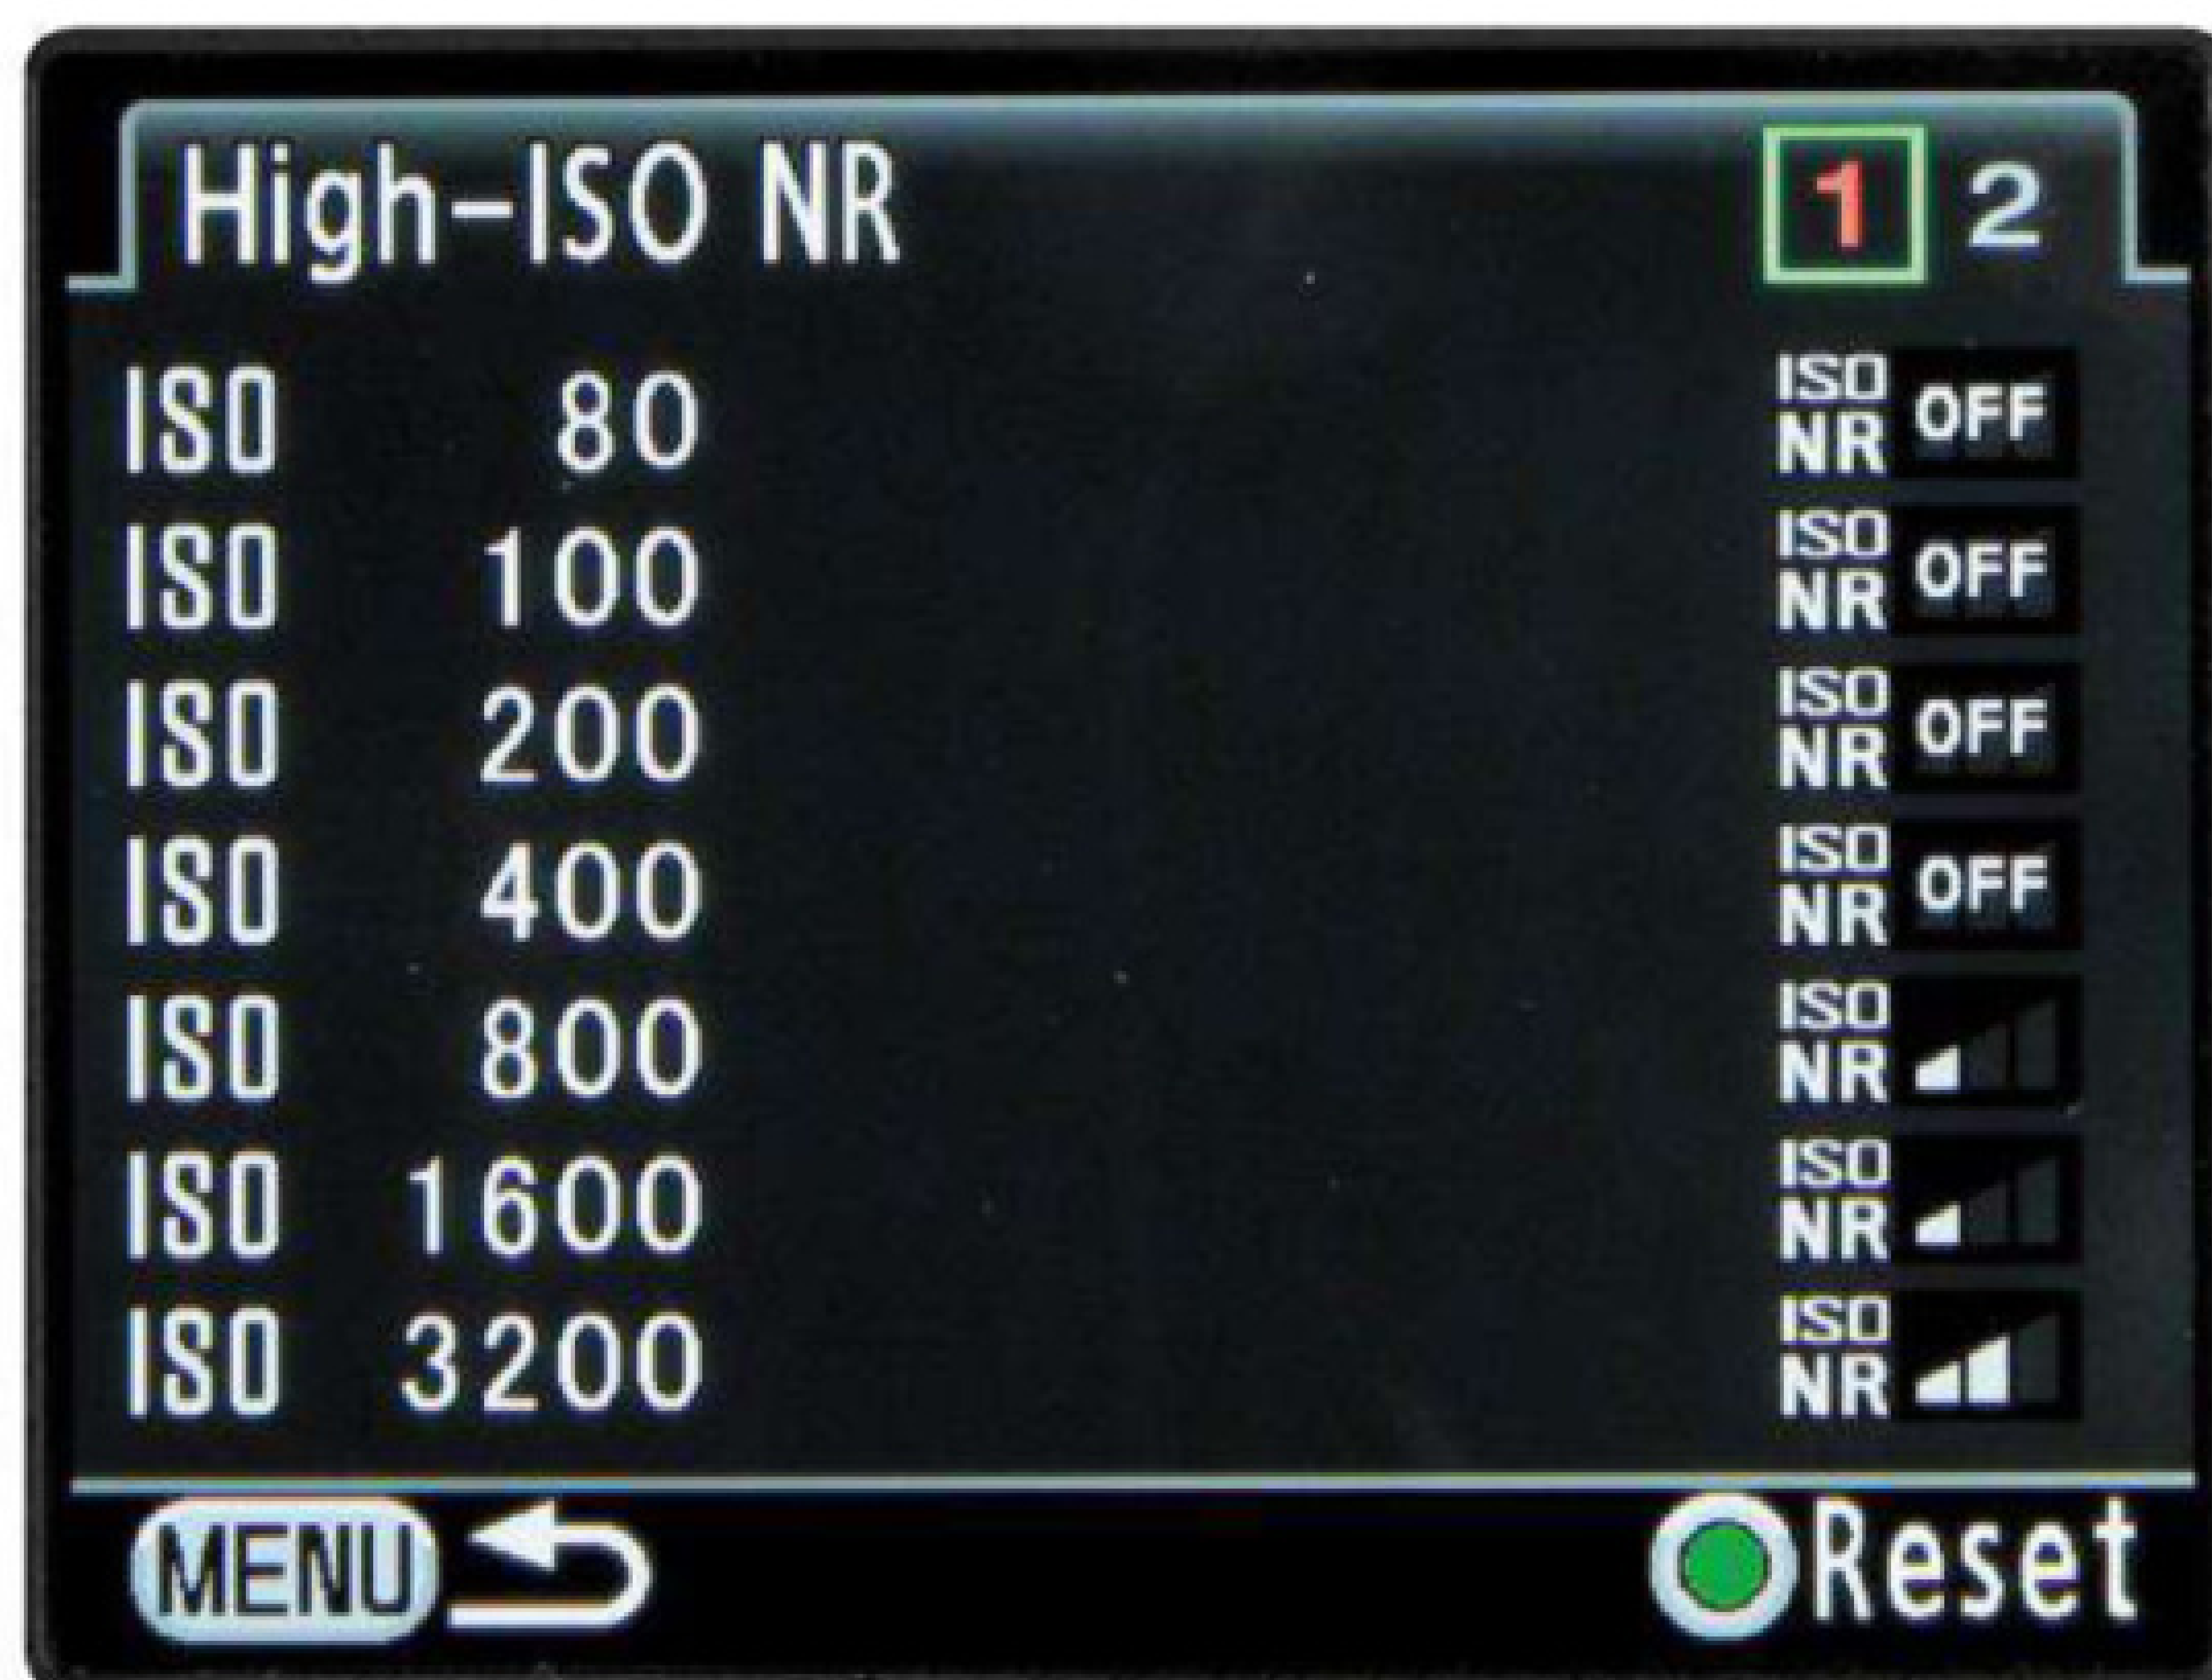 High-ISO NR 1 2
ISO 80 ISO NR OFF
ISO 100 ISO NR OFF
ISO 200 ISO NR OFF
ISO 400 ISO NR OFF
ISO 800 ISO NR
ISO 1600 ISO NR
ISO 3200 ISO NR
MENU Reset